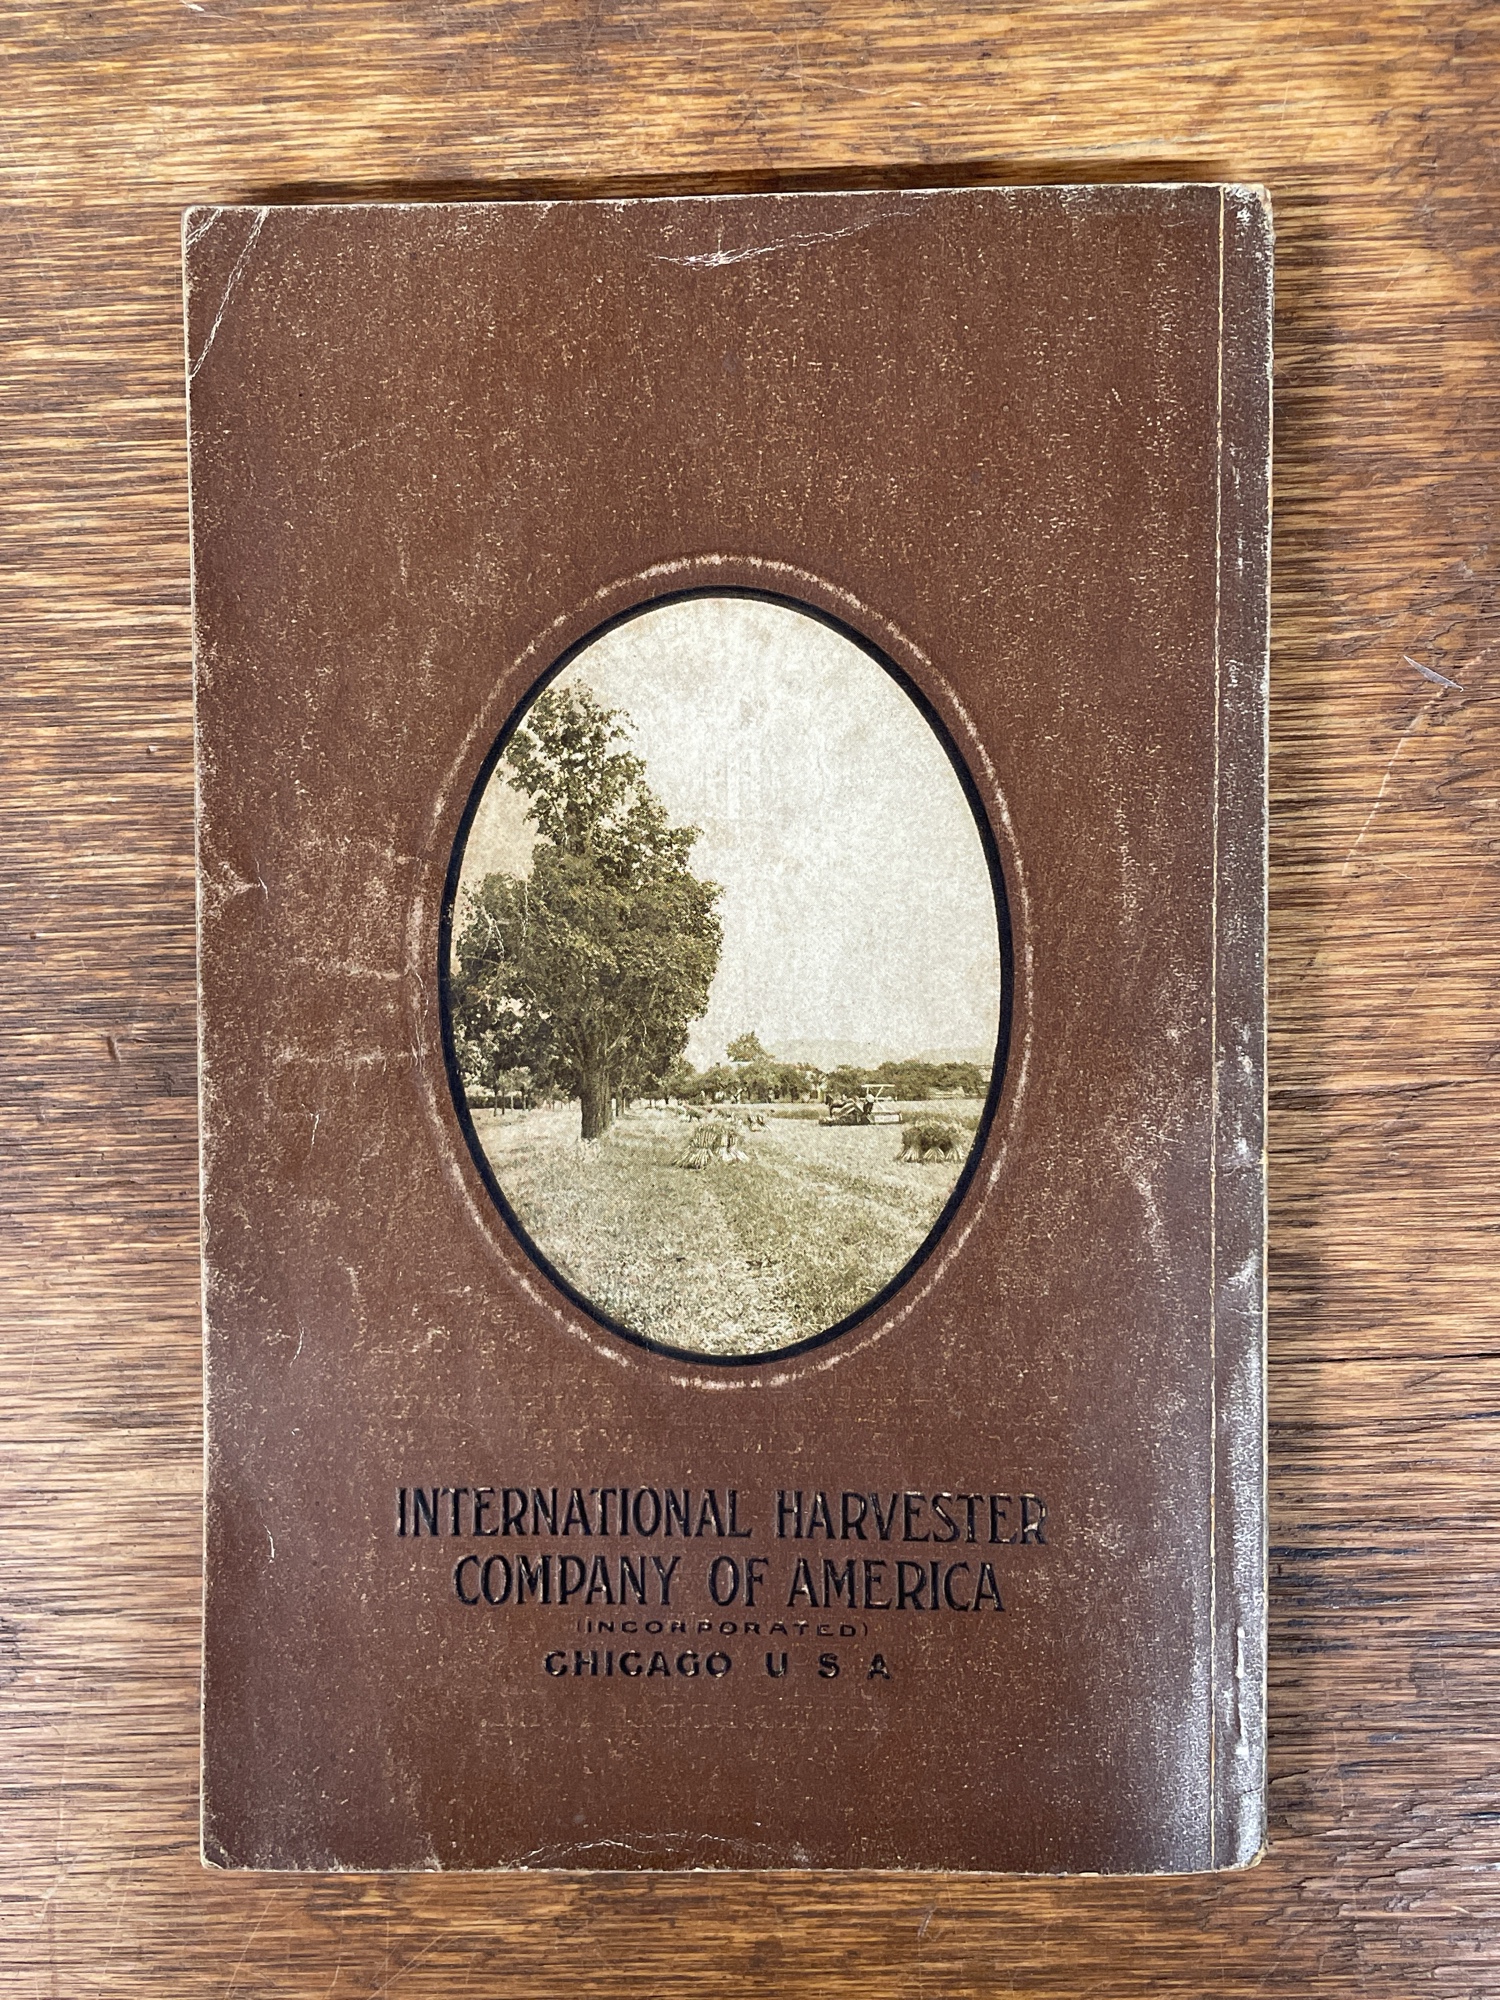 INTERNATIONAL HARVESTER
COMPANY OF AMERICA
(INCORPORATED)
CHICAGO U S A